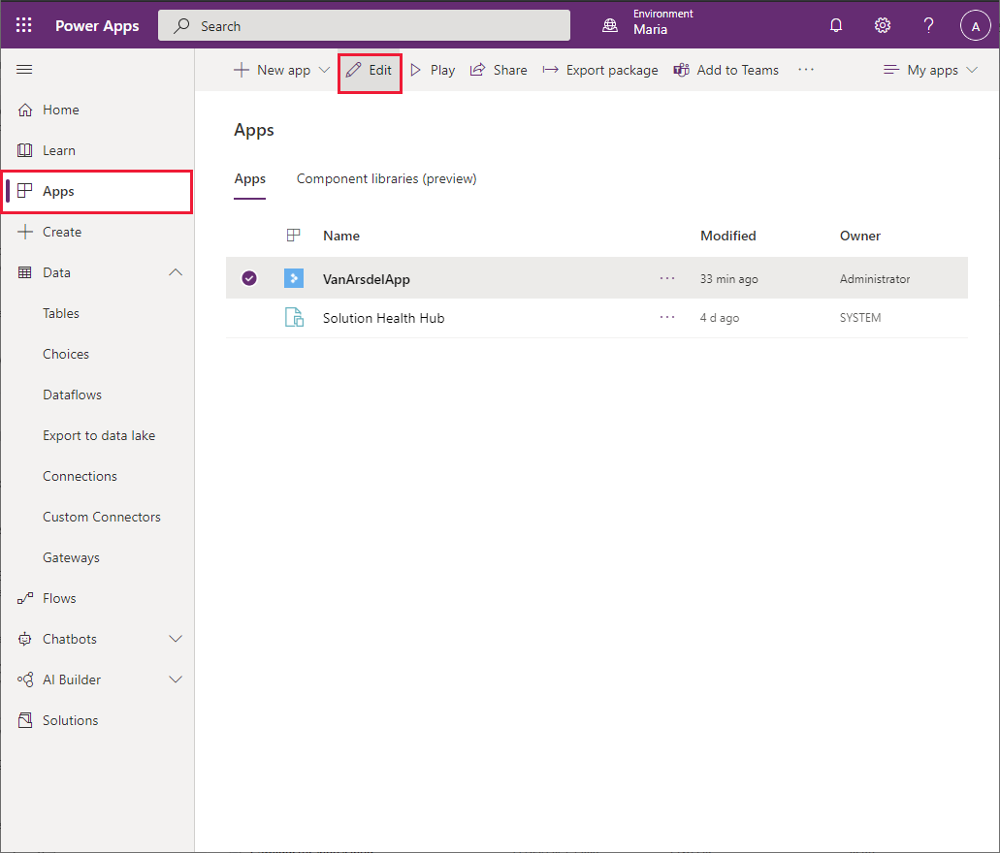 Power Apps
Search
Environment
Maria
?
A
New app
Edit
Play
Share
Export package
Add to Teams
...
My apps
Home
Learn
Apps
Create
Data
Tables
Choices
Dataflows
Export to data lake
Connections
Custom Connectors
Gateways
Flows
Chatbots
AI Builder
Solutions
Apps
Apps Component libraries (preview)
Name Modified Owner
VanArsdelApp ... 33 min ago Administrator
Solution Health Hub ... 4 d ago SYSTEM